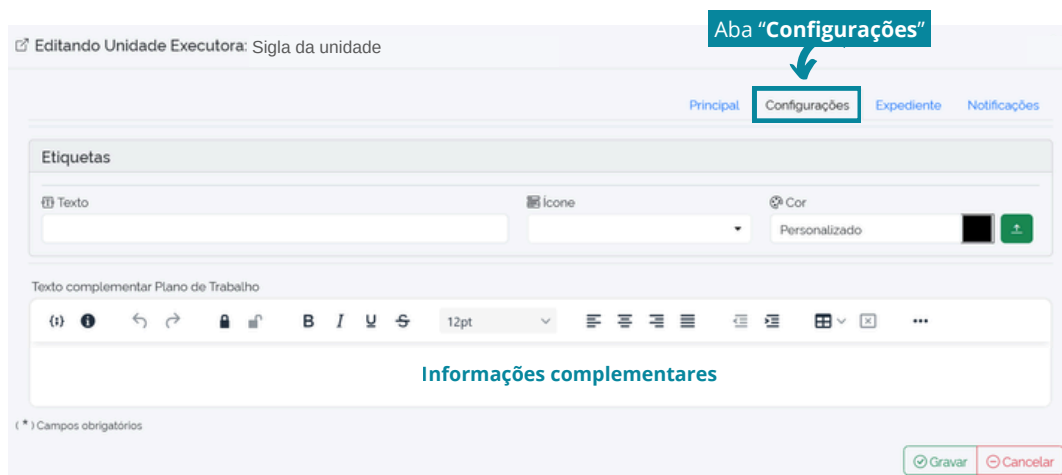 Aba “Configurações”
Editando Unidade Executora: Sigla da unidade
Principal Configurações Expediente Notificações
Etiquetas
Texto Ícone Cor
Personalizado
Texto complementar Plano de Trabalho
B I U S 12pt
Informações complementares
( * ) Campos obrigatórios
Gravar Cancelar